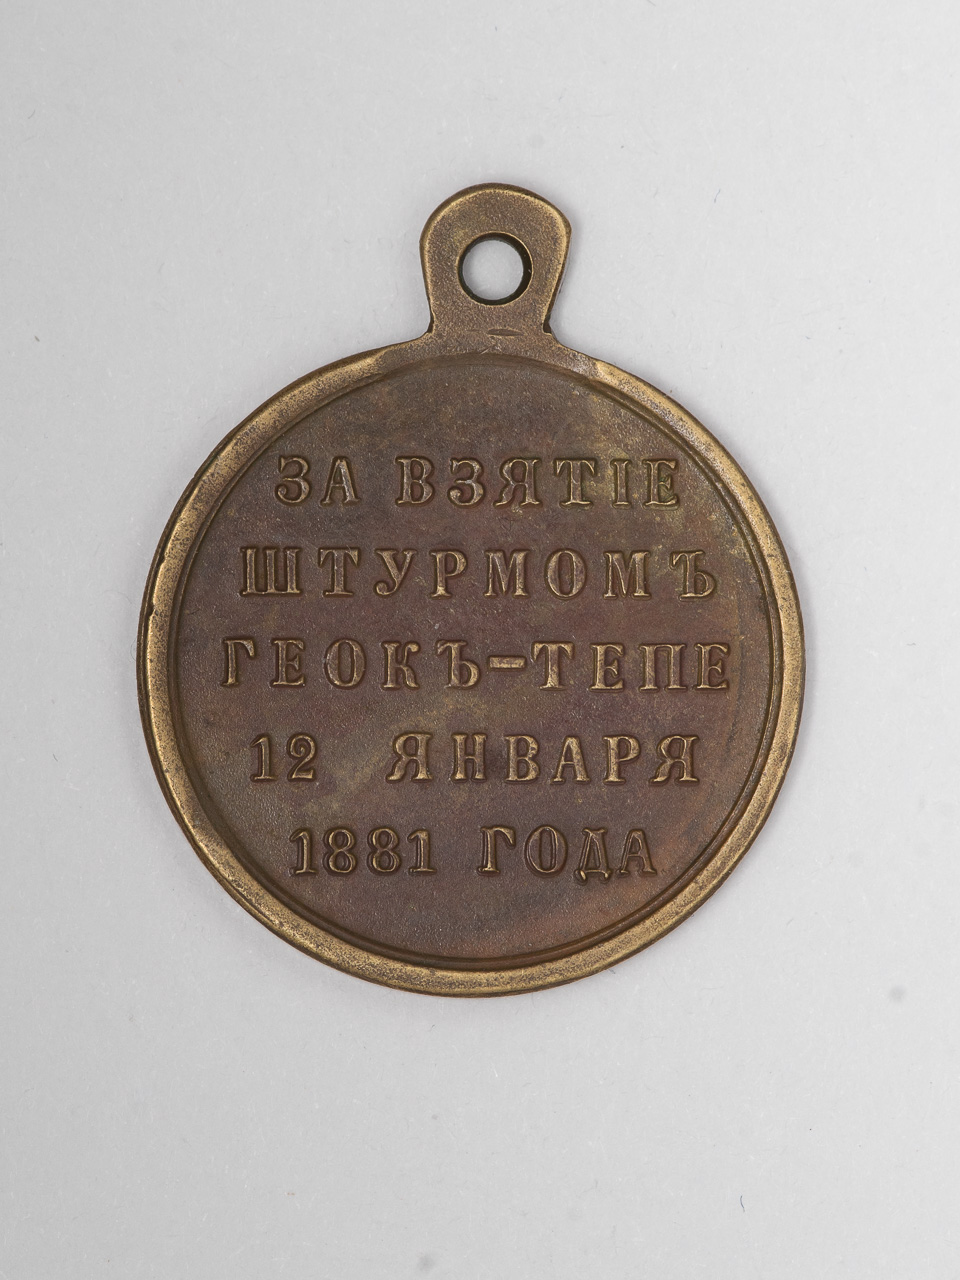 ЗА ВЗЯТІЕ
ШТУРМОМЪ
ГЕОКЪ-ТЕПЕ
12 ЯНВАРЯ
1881 ГОДА